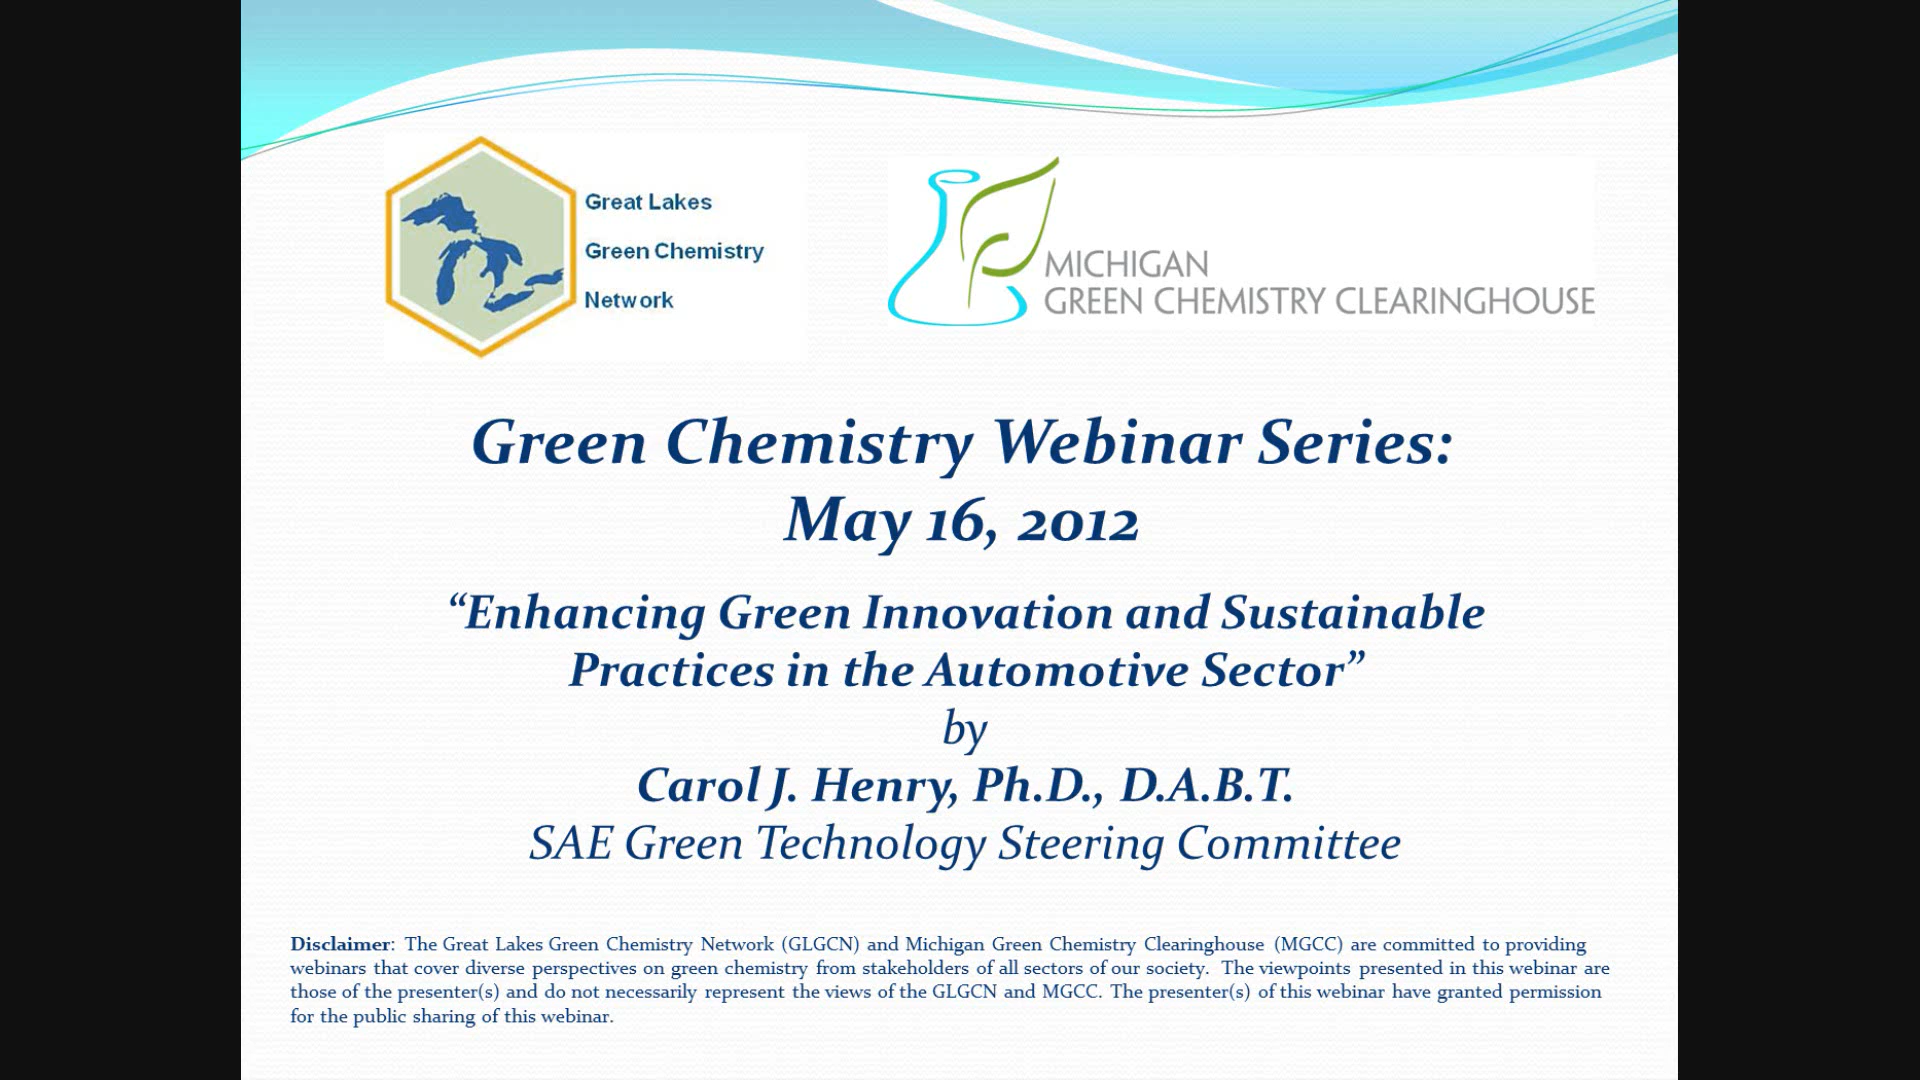 Great Lakes
Green Chemistry
Network
MICHIGAN
GREEN CHEMISTRY CLEARINGHOUSE
Green Chemistry Webinar Series:
May 16, 2012
“Enhancing Green Innovation and Sustainable
Practices in the Automotive Sector”
by
Carol J. Henry, Ph.D., D.A.B.T.
SAE Green Technology Steering Committee
Disclaimer: The Great Lakes Green Chemistry Network (GLGCN) and Michigan Green Chemistry Clearinghouse (MGCC) are committed to providing
webinars that cover diverse perspectives on green chemistry from stakeholders of all sectors of our society. The viewpoints presented in this webinar are
those of the presenter(s) and do not necessarily represent the views of the GLGCN and MGCC. The presenter(s) of this webinar have granted permission
for the public sharing of this webinar.